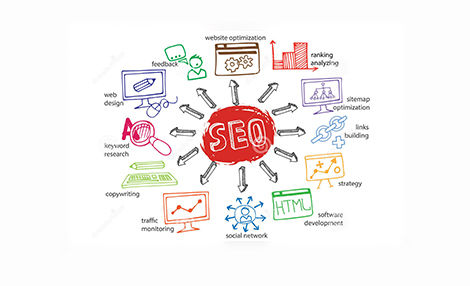 website optimization
feedback
ranking
analyzing
web
design
sitemap
optimization
SEO
A
links
building
keyword
research
strategy
copywriting
HTML
software
development
traffic
monitoring
social network